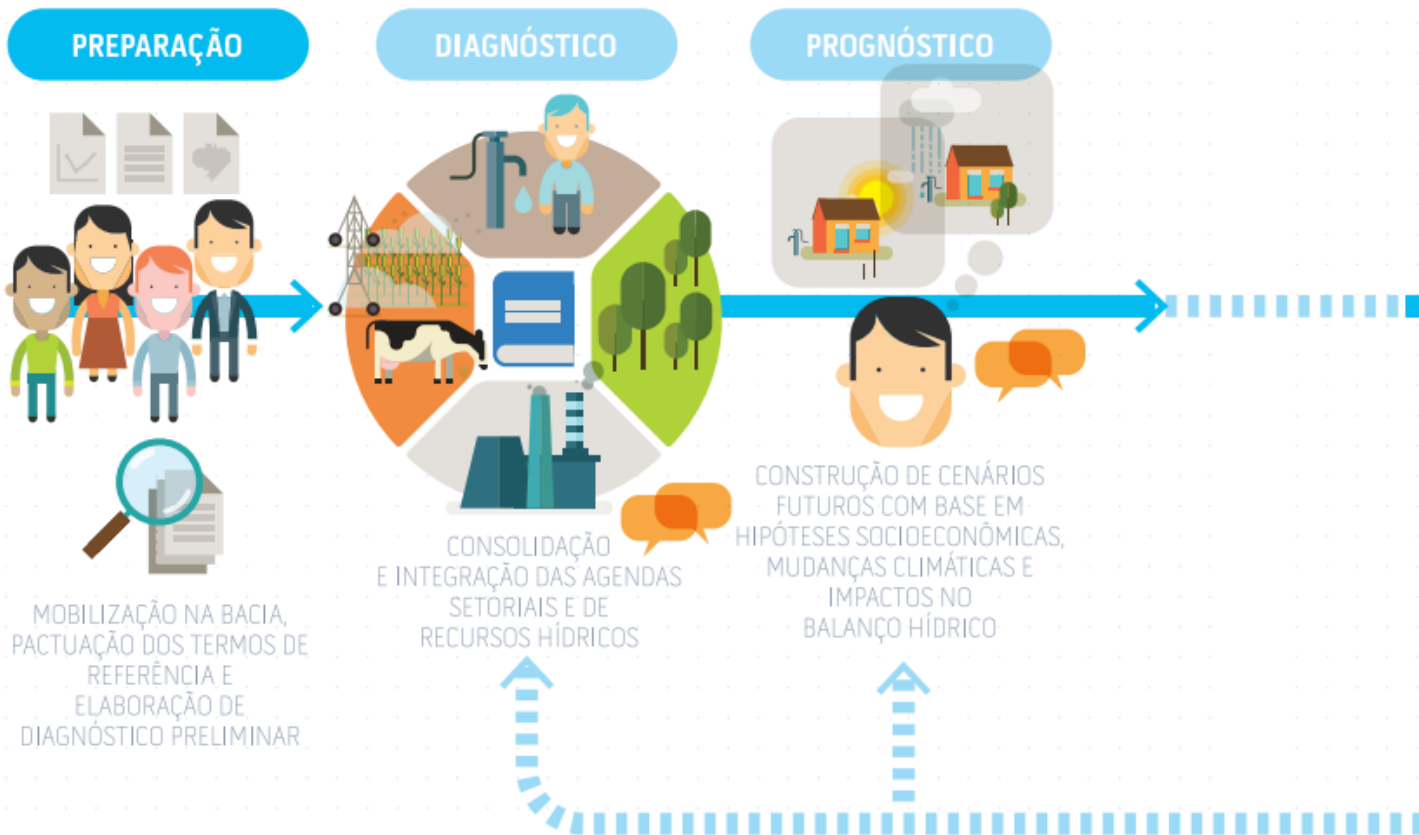 PREPARAÇÃO
MOBILIZAÇÃO NA BACIA,
PACTUAÇÃO DOS TERMOS DE
REFERÊNCIA E
ELABORAÇÃO DE
DIAGNÓSTICO PRELIMINAR
DIAGNÓSTICO
CONSOLIDAÇÃO
E INTEGRAÇÃO DAS AGENDAS
SETORIAIS E DE
RECURSOS HÍDRICOS
PROGNÓSTICO
CONSTRUÇÃO DE CENÁRIOS
FUTUROS COM BASE EM
HIPÓTESES SOCIOECONÔMICAS,
MUDANÇAS CLIMÁTICAS E
IMPACTOS NO
BALANÇO HÍDRICO